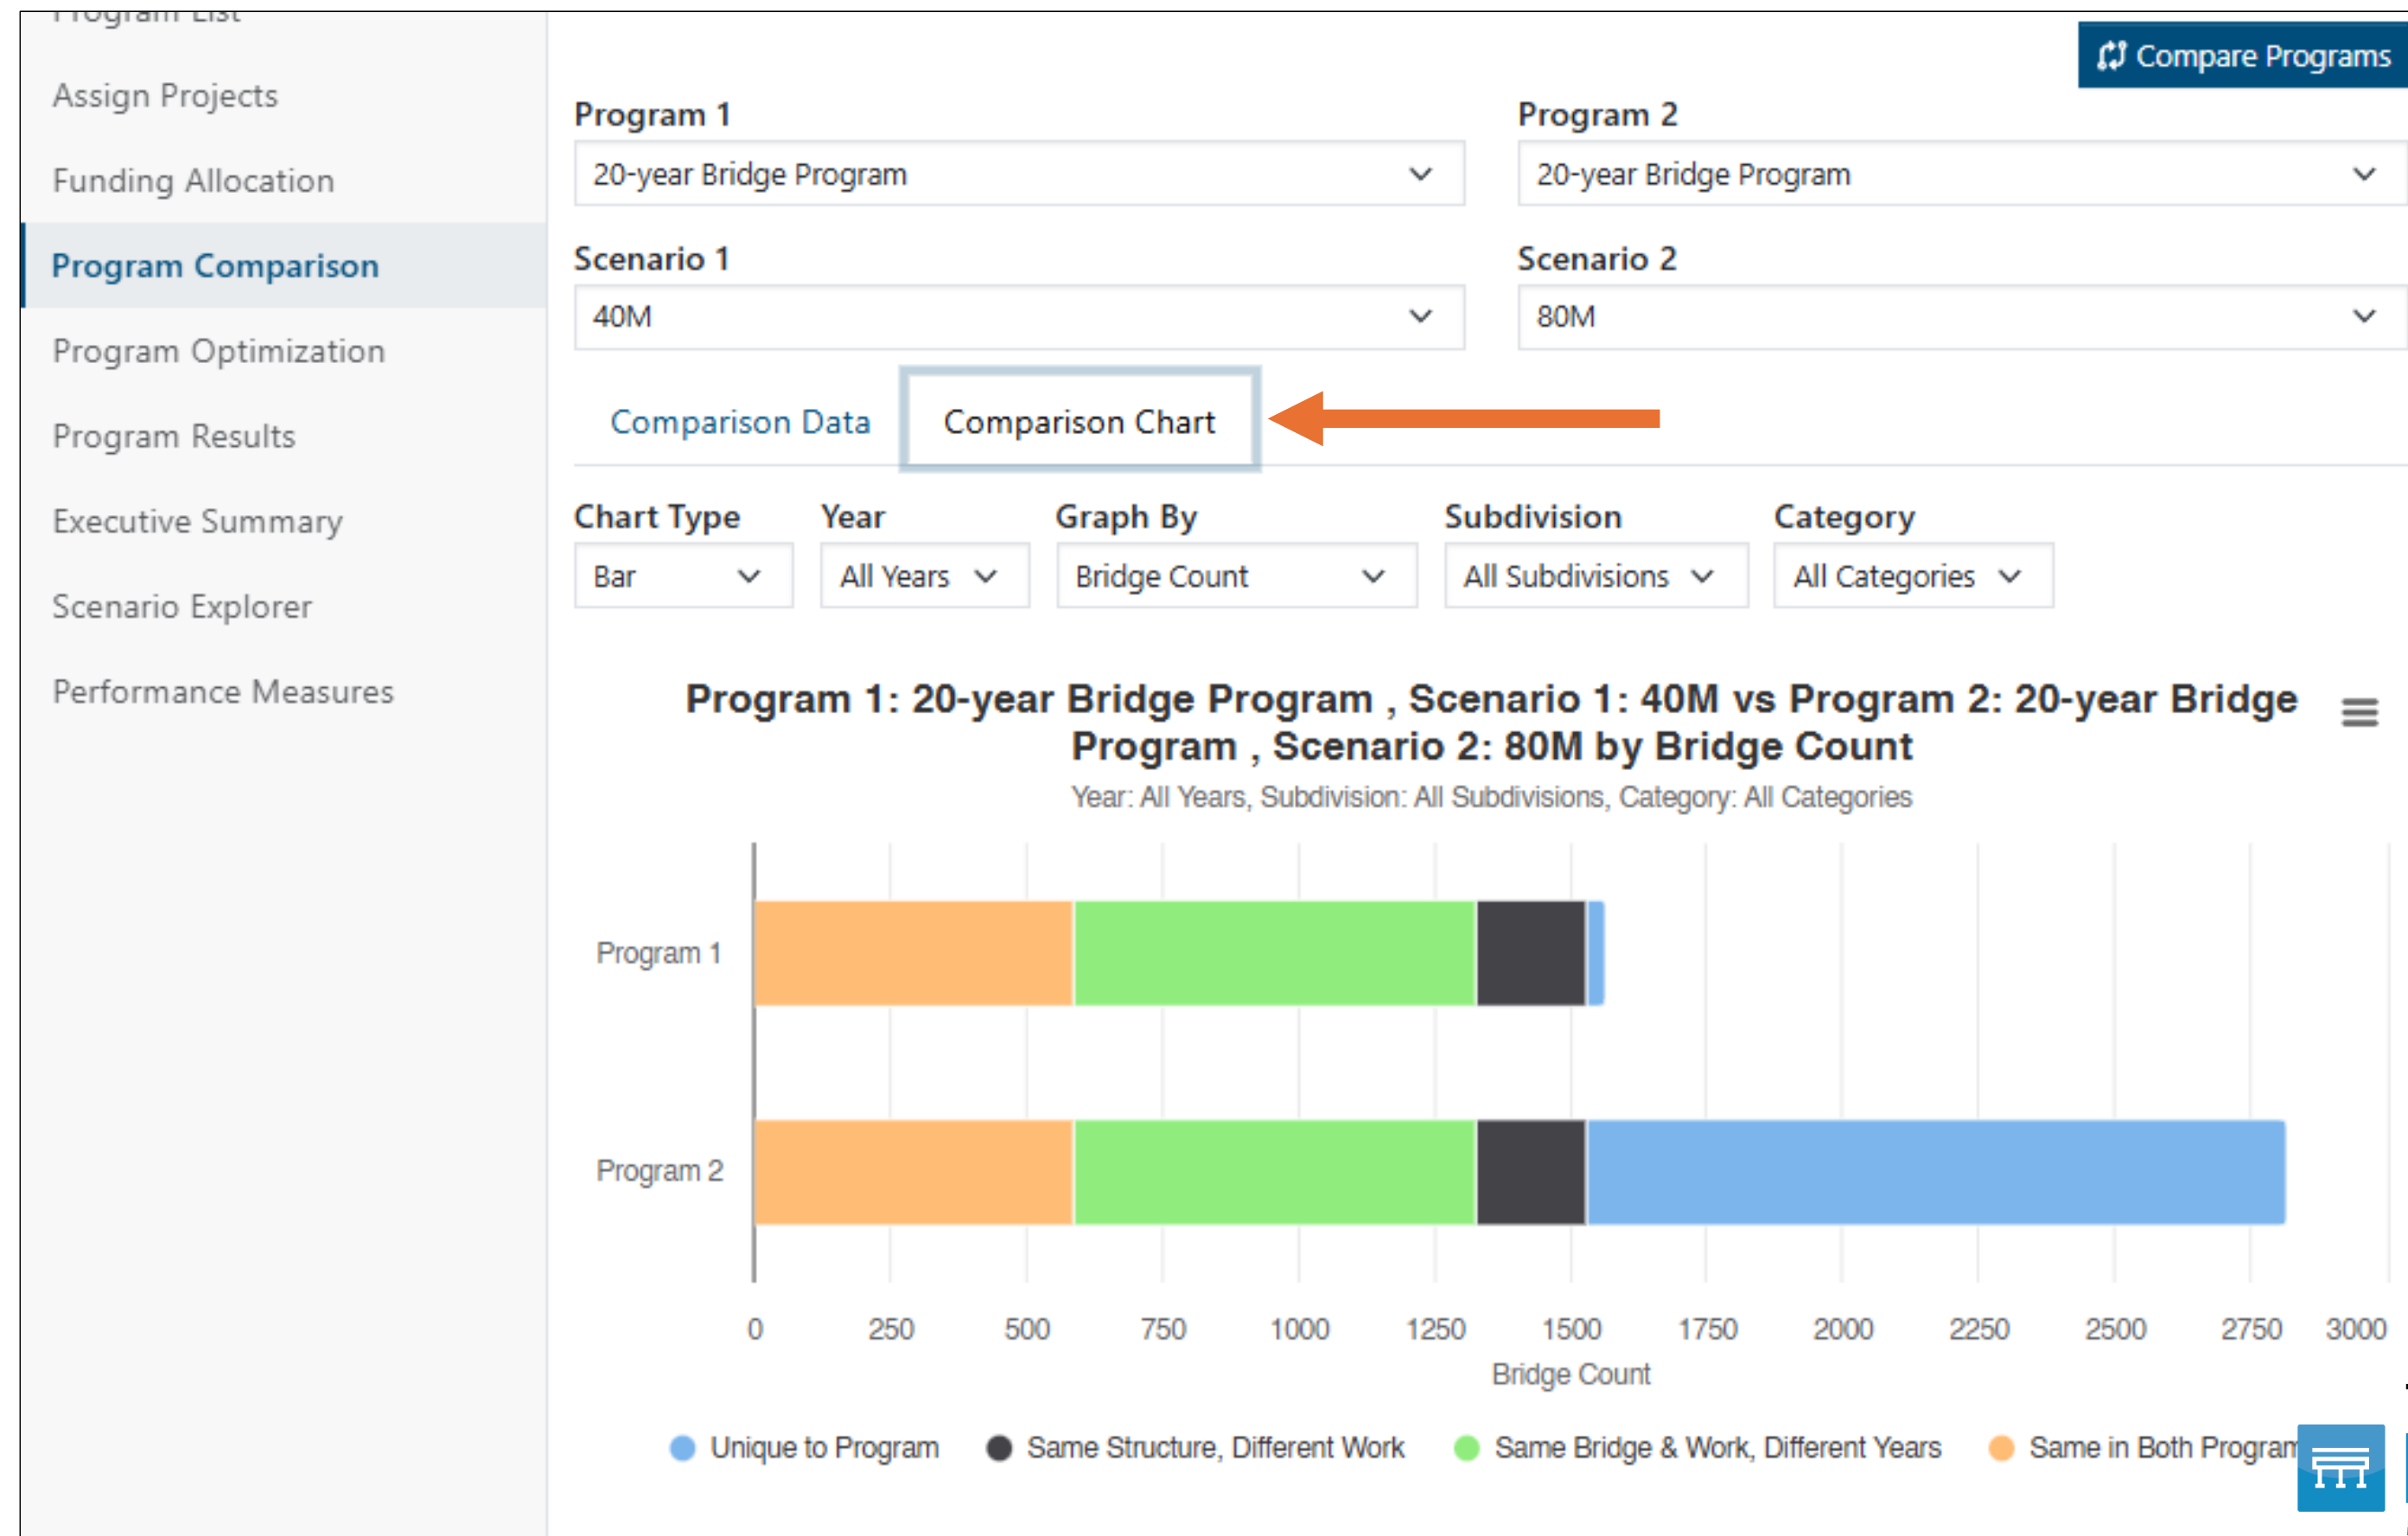 Program List
Assign Projects
Funding Allocation
Program Comparison
Program Optimization
Program Results
Executive Summary
Scenario Explorer
Performance Measures
Compare Programs
Program 1
Program 2
20-year Bridge Program
20-year Bridge Program
Scenario 1
Scenario 2
40M
80M
Comparison Data
Comparison Chart
Chart Type
Year
Graph By
Subdivision
Category
Bar
All Years
Bridge Count
All Subdivisions
All Categories
Program 1: 20-year Bridge Program , Scenario 1: 40M vs Program 2: 20-year Bridge
Program , Scenario 2: 80M by Bridge Count
Year: All Years, Subdivision: All Subdivisions, Category: All Categories
Program 1
Program 2
0 250 500 750 1000 1250 1500 1750 2000 2250 2500 2750 3000
Bridge Count
Unique to Program
Same Structure, Different Work
Same Bridge & Work, Different Years
Same in Both Program